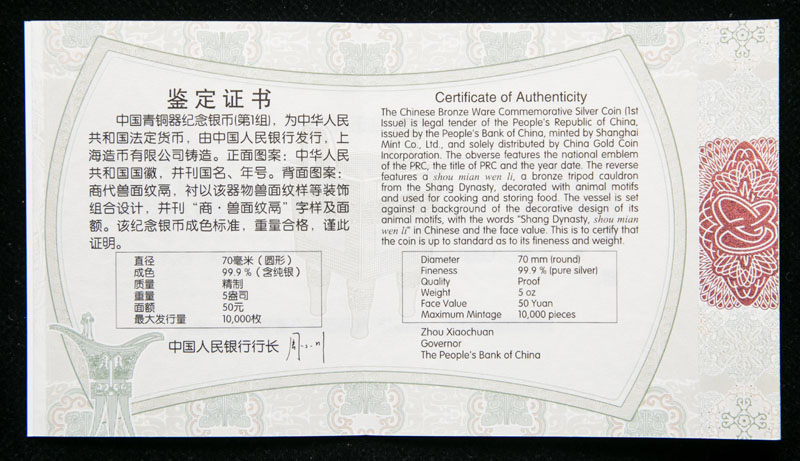 鉴定证书
中国青铜器纪念银币(第1组)，为中华人民
共和国法定货币，由中国人民银行发行，上
海造币有限公司铸造。正面图案：中华人民
共和国国徽，并刊国名、年号。背面图案：
商代兽面纹鬲，衬以该器物兽面纹样等装饰
组合设计，并刊“商·兽面纹鬲”字样及面
额。该纪念银币成色标准，重量合格，谨此
证明。
直径 70毫米（圆形）
成色 99.9％（含纯银）
质量 精制
重量 5盎司
面额 50元
最大发行量 10,000枚
中国人民银行行长
Certificate of Authenticity
The Chinese Bronze Ware Commemorative Silver Coin (1st
Issue) is legal tender of the People's Republic of China,
issued by the People's Bank of China, minted by Shanghai
Mint Co., Ltd., and solely distributed by China Gold Coin
Incorporation. The obverse features the national emblem
of the PRC, the title of PRC and the year date. The reverse
features a shou mian wen li, a bronze tripod cauldron
from the Shang Dynasty, decorated with animal motifs
and used for cooking and storing food. The vessel is set
against a background of the decorative design of its
animal motifs, with the words "Shang Dynasty, shou mian
wen li" in Chinese and the face value. This is to certify that
the coin is up to standard as to its fineness and weight.
Diameter 70 mm (round)
Fineness 99.9 % (pure silver)
Quality Proof
Weight 5 oz
Face Value 50 Yuan
Maximum Mintage 10,000 pieces
Zhou Xiaochuan
Governor
The People's Bank of China